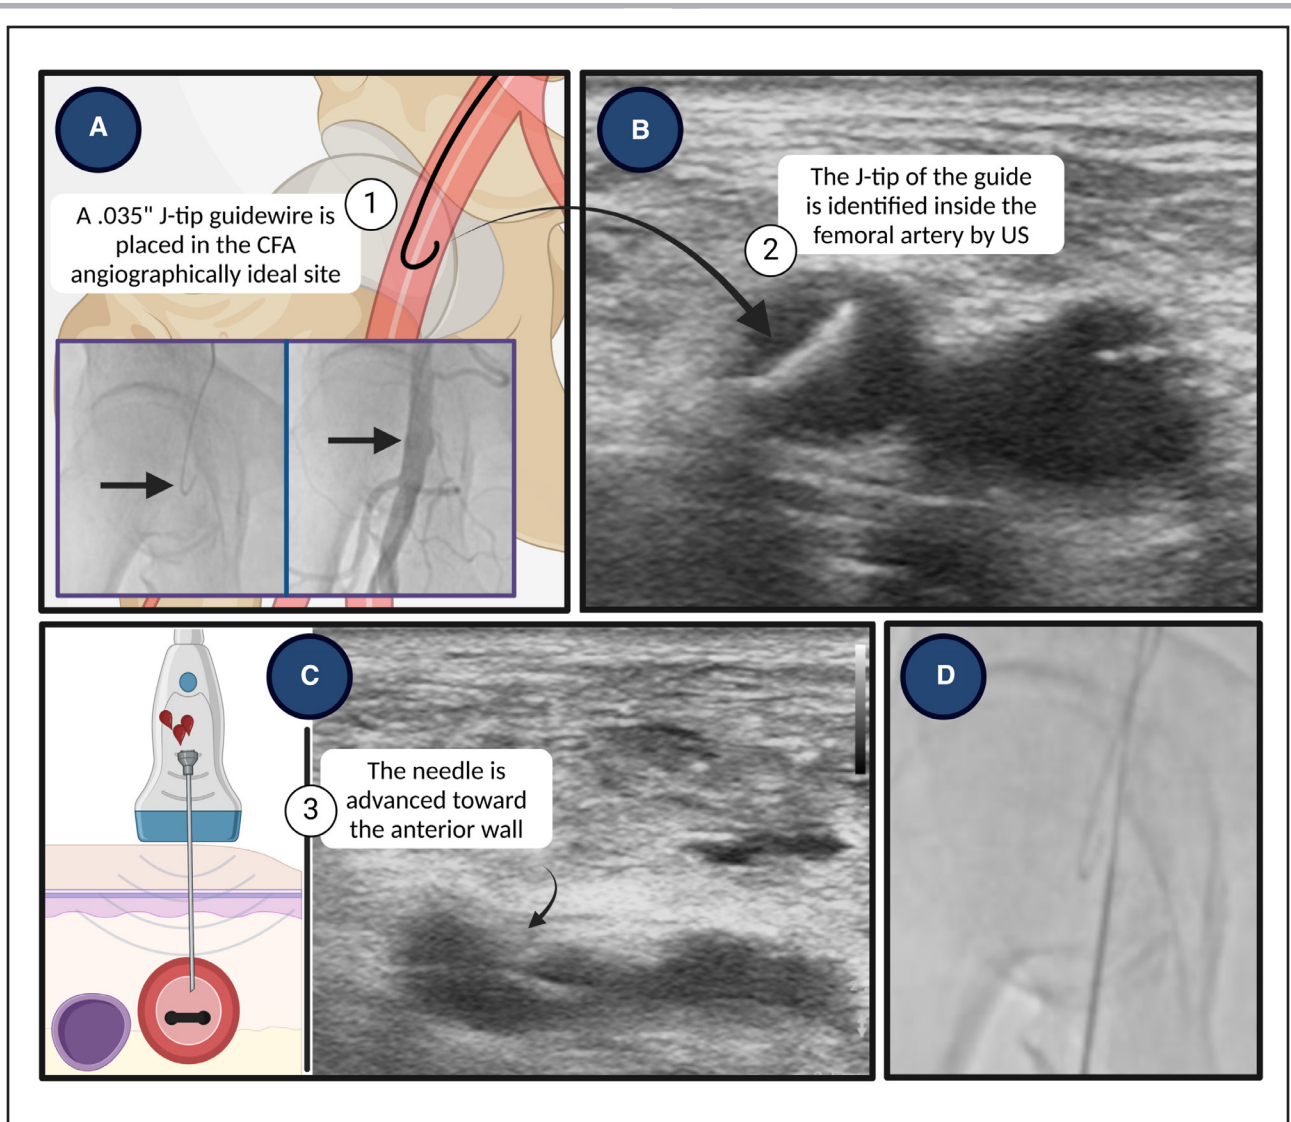 A
1
A .035" J-tip guidewire is
placed in the CFA
angiographically ideal site
B
The J-tip of the guide
is identified inside the
femoral artery by US
2
C
The needle is
advanced toward
the anterior wall
3
D